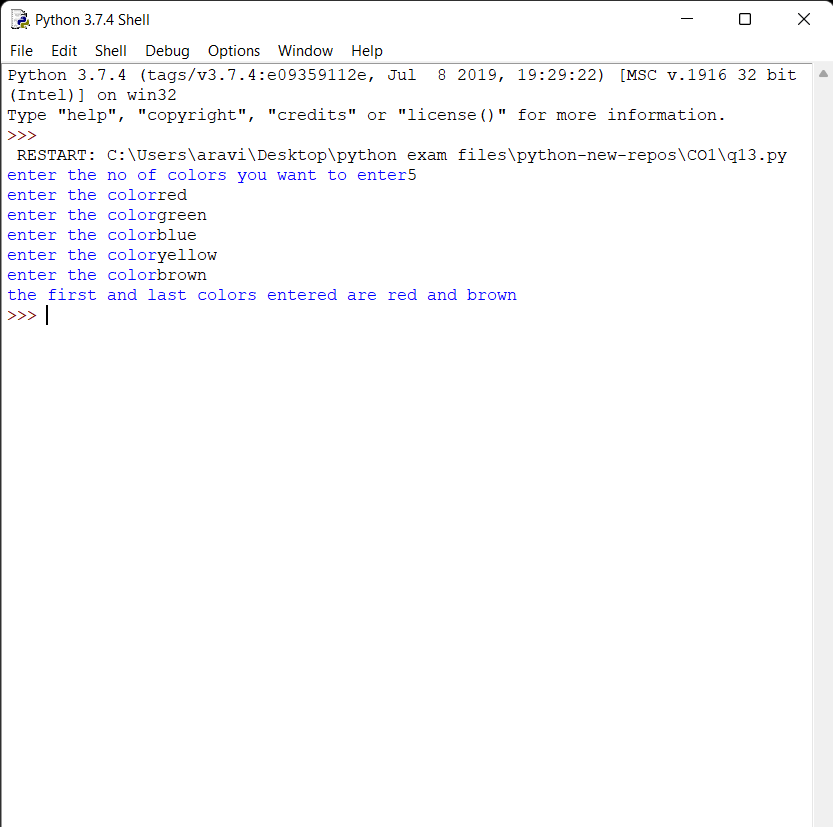 Python 3.7.4 Shell
File Edit Shell Debug Options Window Help
Python 3.7.4 (tags/v3.7.4:e09359112e, Jul  8 2019, 19:29:22) [MSC v.1916 32 bit
(Intel)] on win32
Type "help", "copyright", "credits" or "license()" for more information.
>>>
 RESTART: C:\Users\aravi\Desktop\python exam files\python-new-repos\CO1\q13.py
enter the no of colors you want to enter5
enter the colorred
enter the colorgreen
enter the colorblue
enter the coloryellow
enter the colorbrown
the first and last colors entered are red and brown
>>>